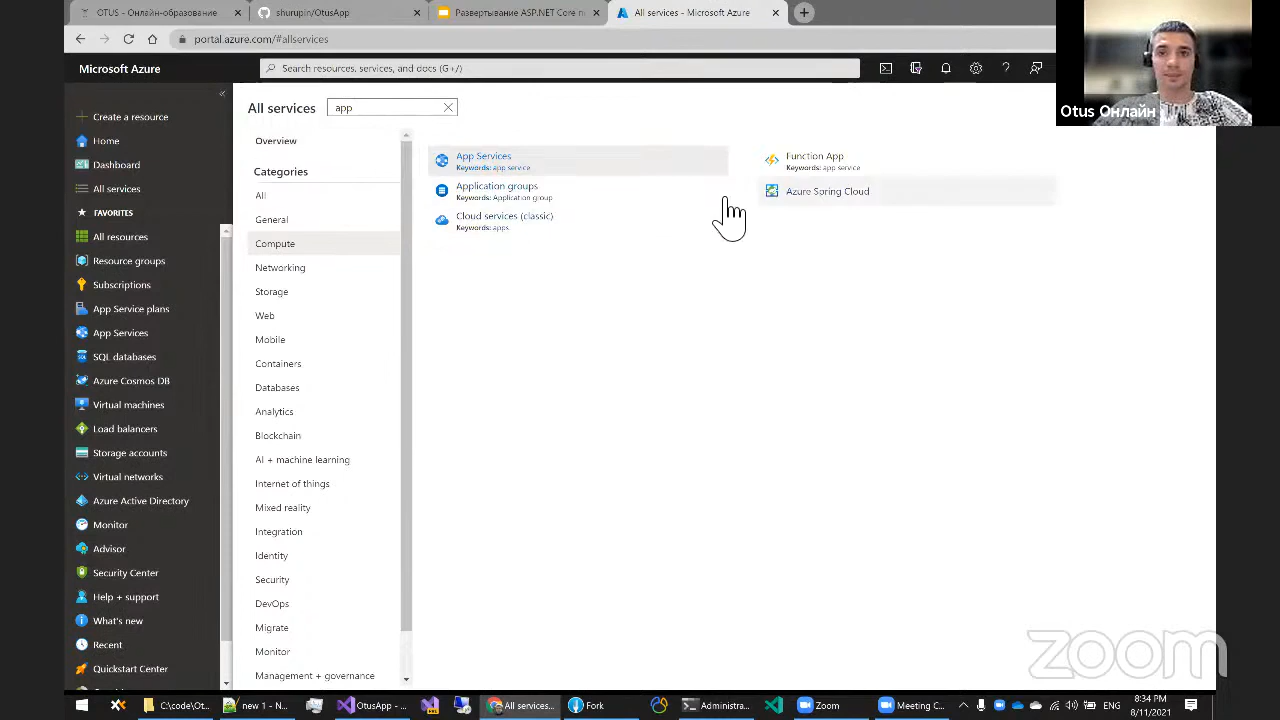 OTUS - Онлайн-образование
shurupin/OtusApp
Развертывание ASP.NET Core п
All services - Microsoft Azure
portal.azure.com/#allservices
Microsoft Azure
Search resources, services, and docs (G+/)
Otus Онлайн
All services
app
Create a resource
Home
Dashboard
All services
FAVORITES
All resources
Resource groups
Subscriptions
App Service plans
App Services
SQL databases
Azure Cosmos DB
Virtual machines
Load balancers
Storage accounts
Virtual networks
Azure Active Directory
Monitor
Advisor
Security Center
Help + support
What's new
Recent
Quickstart Center
Overview
Categories
All
General
Compute
Networking
Storage
Web
Mobile
Containers
Databases
Analytics
Blockchain
AI + machine learning
Internet of things
Mixed reality
Integration
Identity
Security
DevOps
Migrate
Monitor
Management + governance
App Services
Keywords: app service
Application groups
Keywords: Application group
Cloud services (classic)
Keywords: apps
Function App
Keywords: app service
Azure Spring Cloud
zoom
C:\code\Ot...
new 1 - N...
OtusApp - ...
All services...
Fork
Administra...
Zoom
Meeting C...
ENG
8:34 PM
8/11/2021